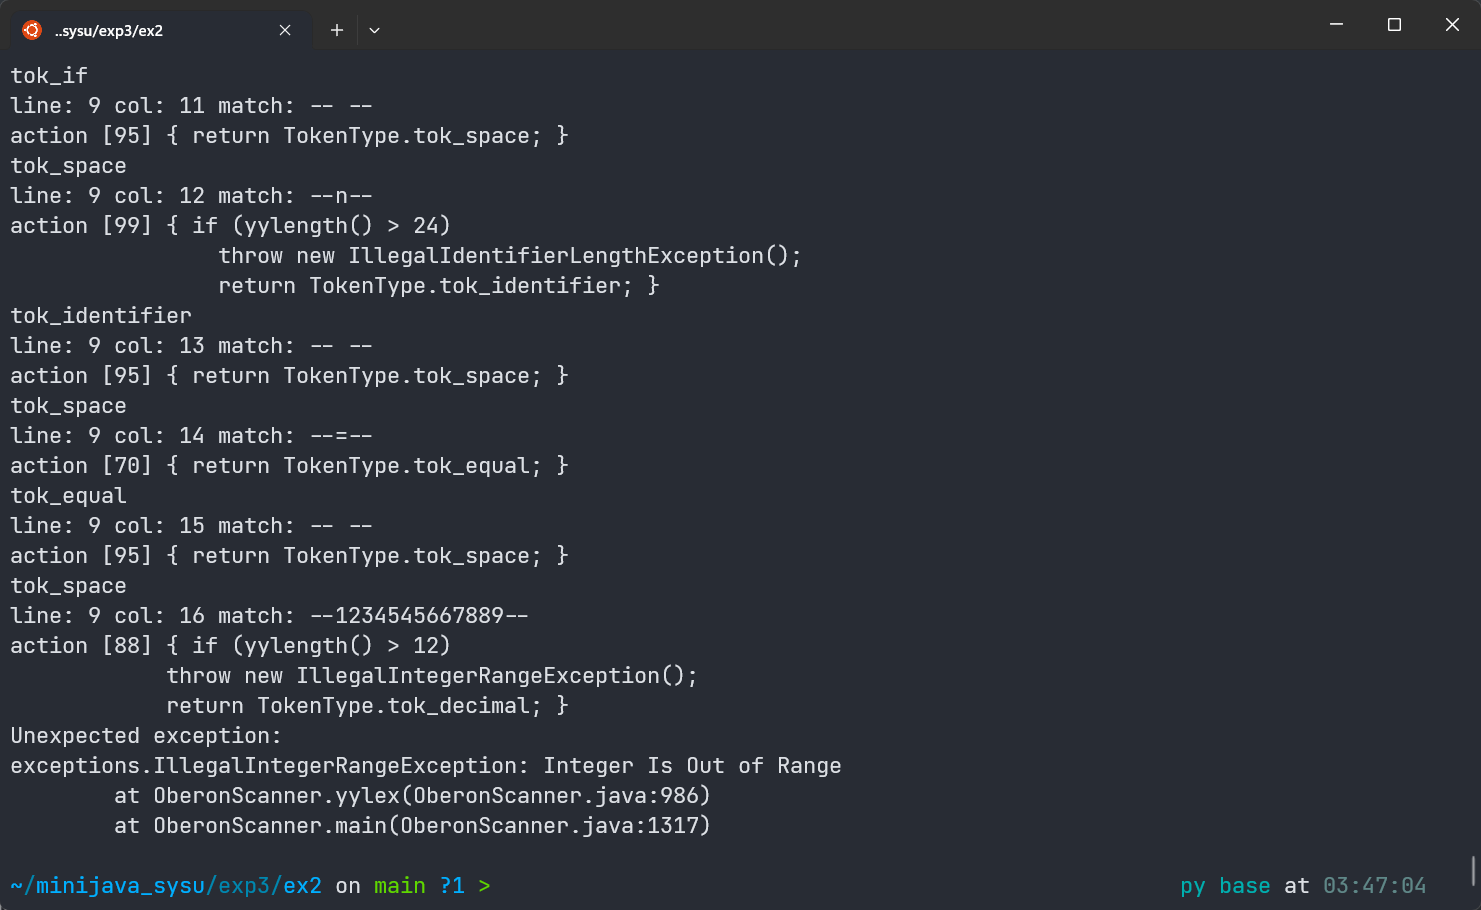 ..sysu/exp3/ex2
tok_if
line: 9 col: 11 match: -- --
action [95] { return TokenType.tok_space; }
tok_space
line: 9 col: 12 match: --n--
action [99] { if (yylength() > 24)
                throw new IllegalIdentifierLengthException();
                return TokenType.tok_identifier; }
tok_identifier
line: 9 col: 13 match: -- --
action [95] { return TokenType.tok_space; }
tok_space
line: 9 col: 14 match: --=--
action [70] { return TokenType.tok_equal; }
tok_equal
line: 9 col: 15 match: -- --
action [95] { return TokenType.tok_space; }
tok_space
line: 9 col: 16 match: --1234545667889--
action [88] { if (yylength() > 12)
            throw new IllegalIntegerRangeException();
            return TokenType.tok_decimal; }
Unexpected exception:
exceptions.IllegalIntegerRangeException: Integer Is Out of Range
        at OberonScanner.yylex(OberonScanner.java:986)
        at OberonScanner.main(OberonScanner.java:1317)
~/minijava_sysu/exp3/ex2 on main ?1 > py base at 03:47:04